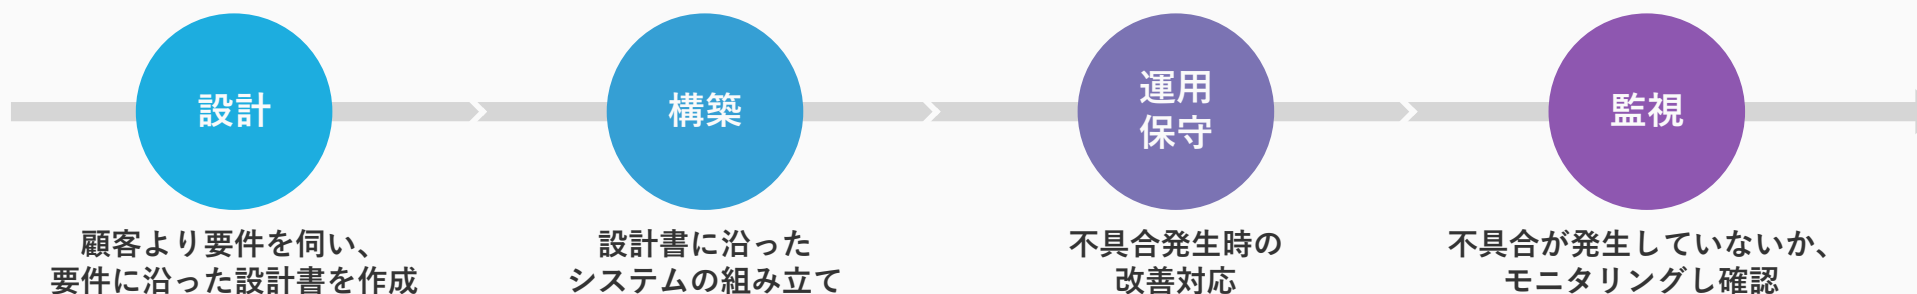 設計
顧客より要件を伺い、
要件に沿った設計書を作成
構築
設計書に沿った
システムの組み立て
運用
保守
不具合発生時の
改善対応
監視
不具合が発生していないか、
モニタリングし確認